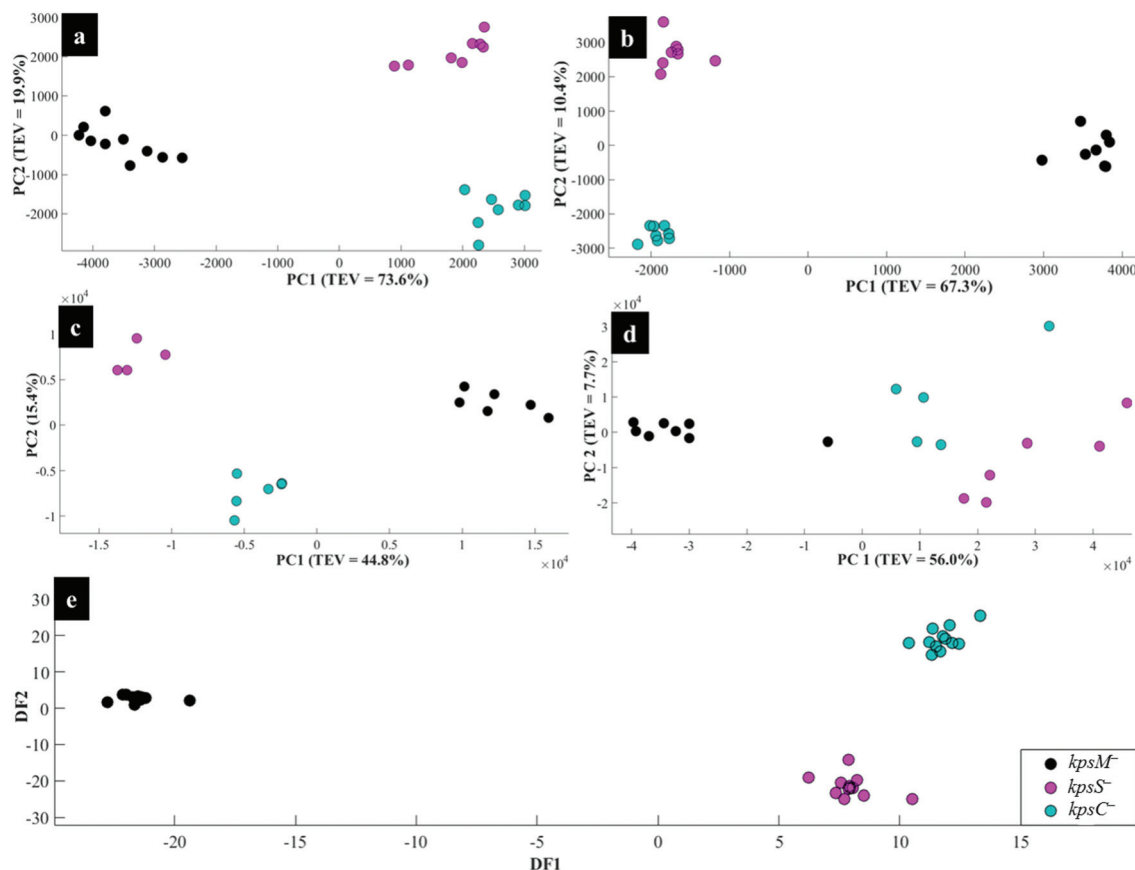 a
3000
2000
1000
0
-1000
-2000
PC2 (TEV = 19.9%)
-4000 -3000 -2000 -1000 0 1000 2000 3000
PC1 (TEV = 73.6%)
b
3000
2000
1000
0
-1000
-2000
-3000
PC2 (TEV = 10.4%)
-2000 -1000 0 1000 2000 3000 4000
PC1 (TEV = 67.3%)
×10⁴
c
1
0.5
0
-0.5
-1
PC2 (15.4%)
-1.5 -1 -0.5 0.0 0.5 1.0 1.5
PC1 (TEV = 44.8%)
×10⁴
×10⁴
d
3
2
1
0
-1
-2
PC 2 (TEV = 7.7%)
-4 -3 -2 -1 0 1 2 3 4
PC 1 (TEV = 56.0%)
×10⁴
e
30
20
10
0
-10
-20
-30
DF2
-20 -15 -10 -5 0 5 10 15
DF1
kpsM⁻
kpsS⁻
kpsC⁻